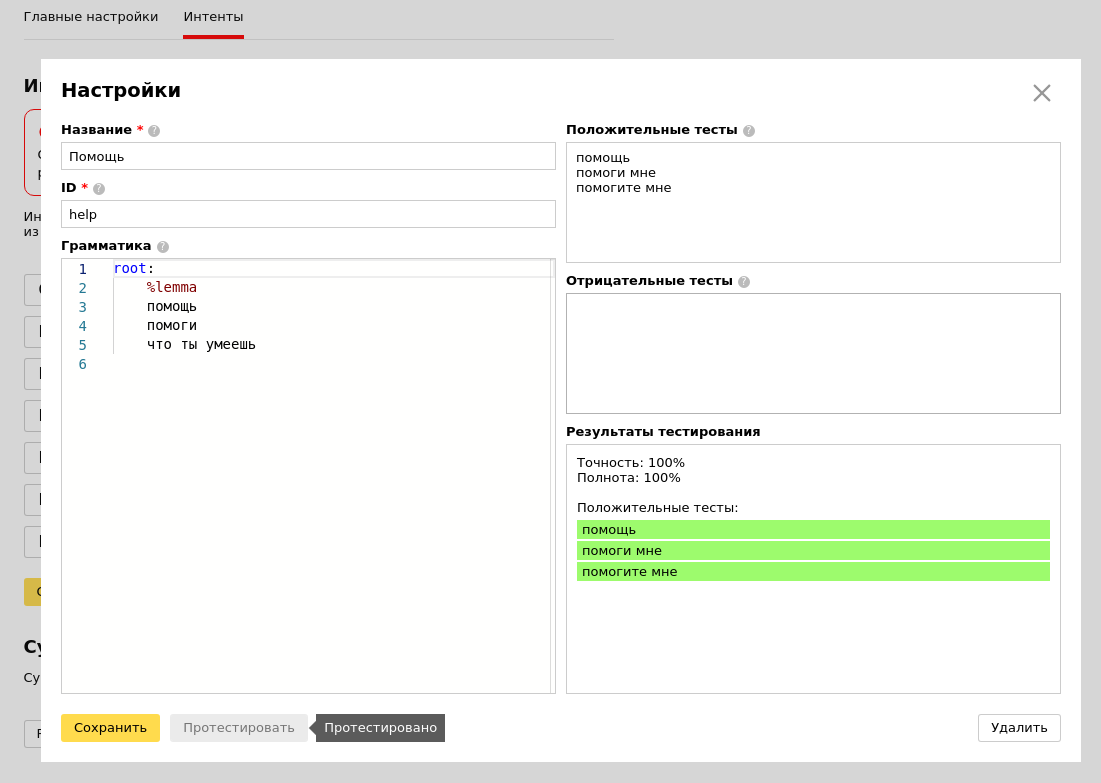 Главные настройки Интенты
Настройки
Название * ?
Помощь
ID * ?
help
Грамматика ?
1 root:
2 %lemma
3 помощь
4 помоги
5 что ты умеешь
6
Положительные тесты ?
помощь
помоги мне
помогите мне
Отрицательные тесты ?
Результаты тестирования
Точность: 100%
Полнота: 100%
Положительные тесты:
помощь
помоги мне
помогите мне
Сохранить Протестировать Протестировано Удалить